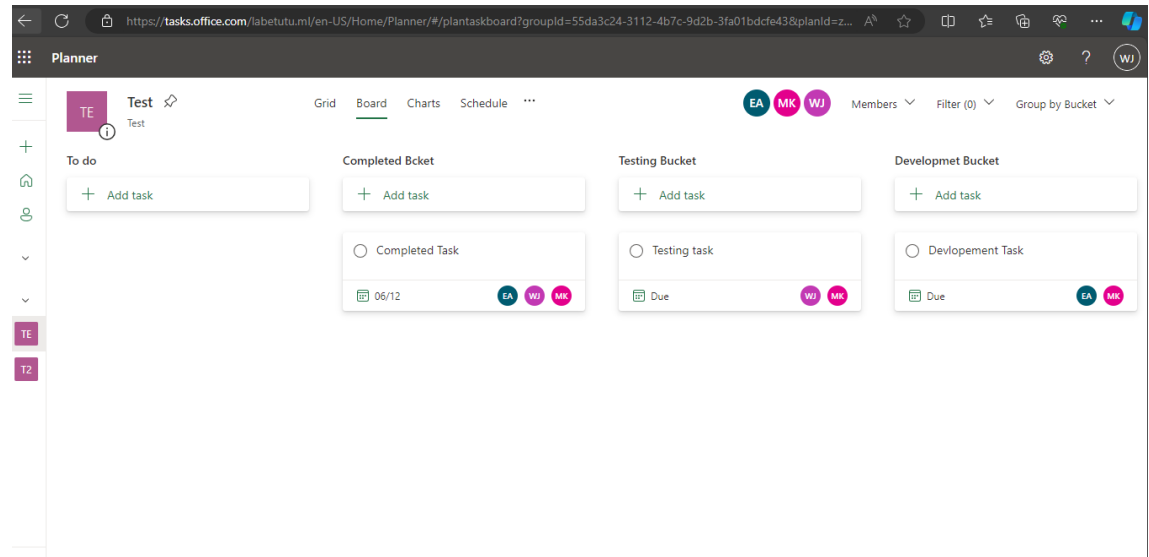 https://tasks.office.com/labetutu.ml/en-US/Home/Planner/#/plantaskboard?groupId=55da3c24-3112-4b7c-9d2b-3fa01bdcfe43&planId=z...
Planner
WJ
TE
Test
Test
Grid Board Charts Schedule ...
EA MK WJ
Members Filter (0) Group by Bucket
To do
Completed Bcket
Testing Bucket
Developmet Bucket
+ Add task
+ Add task
+ Add task
+ Add task
Completed Task
06/12
EA WJ MK
Testing task
Due
WJ MK
Devlopement Task
Due
EA MK
TE
T2